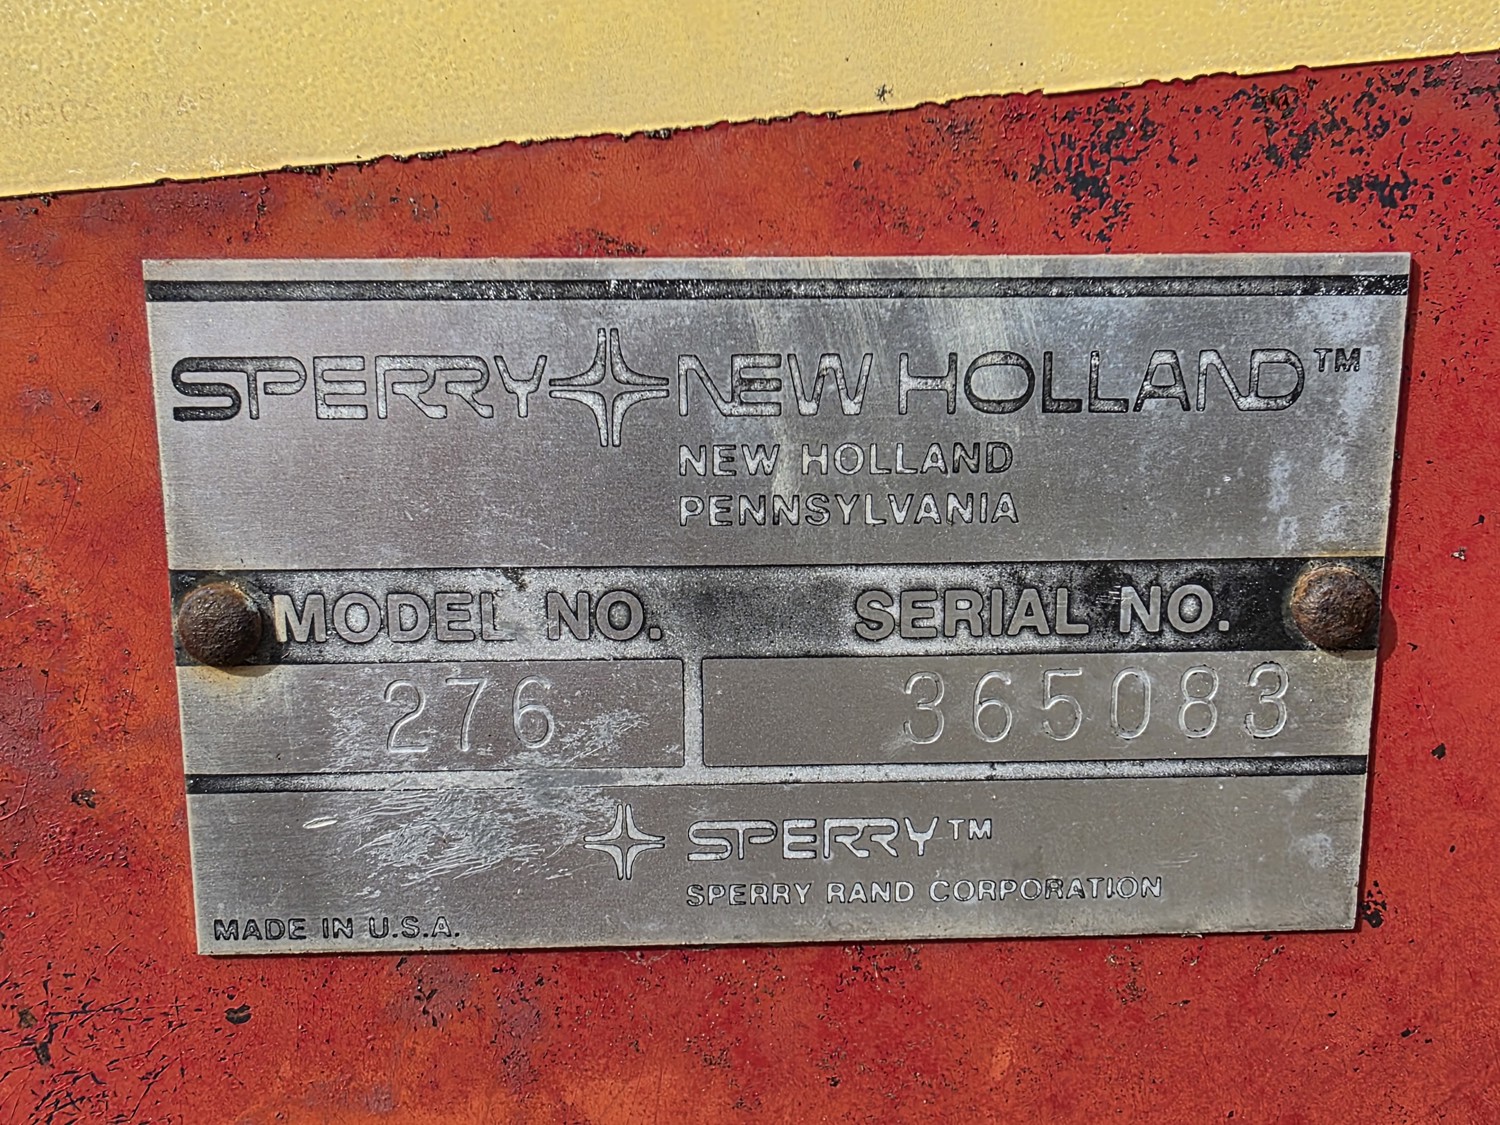 SPERRY NEW HOLLAND™
NEW HOLLAND
PENNSYLVANIA
MODEL NO. SERIAL NO.
276 365083
SPERRY™
SPERRY RAND CORPORATION
MADE IN U.S.A.